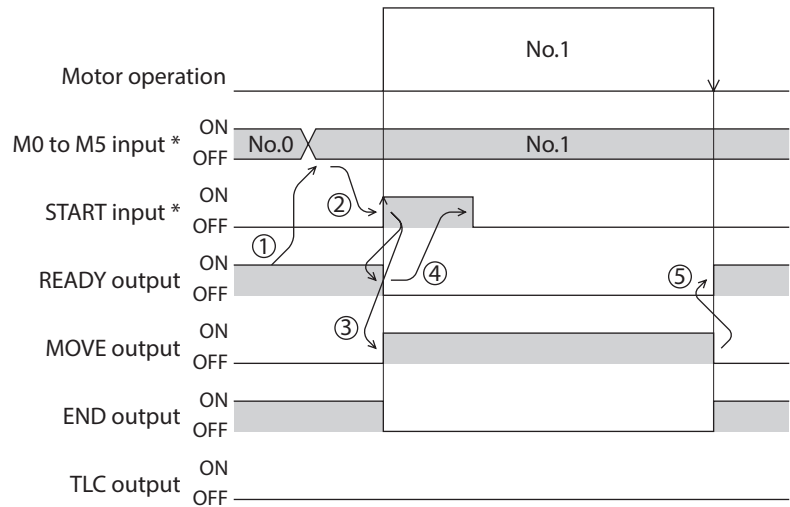 No.1
Motor operation
M0 to M5 input * ON OFF No.0 No.1
START input * ON OFF ②
①
READY output ON OFF ④ ⑤
③
MOVE output ON OFF
END output ON OFF
TLC output ON OFF